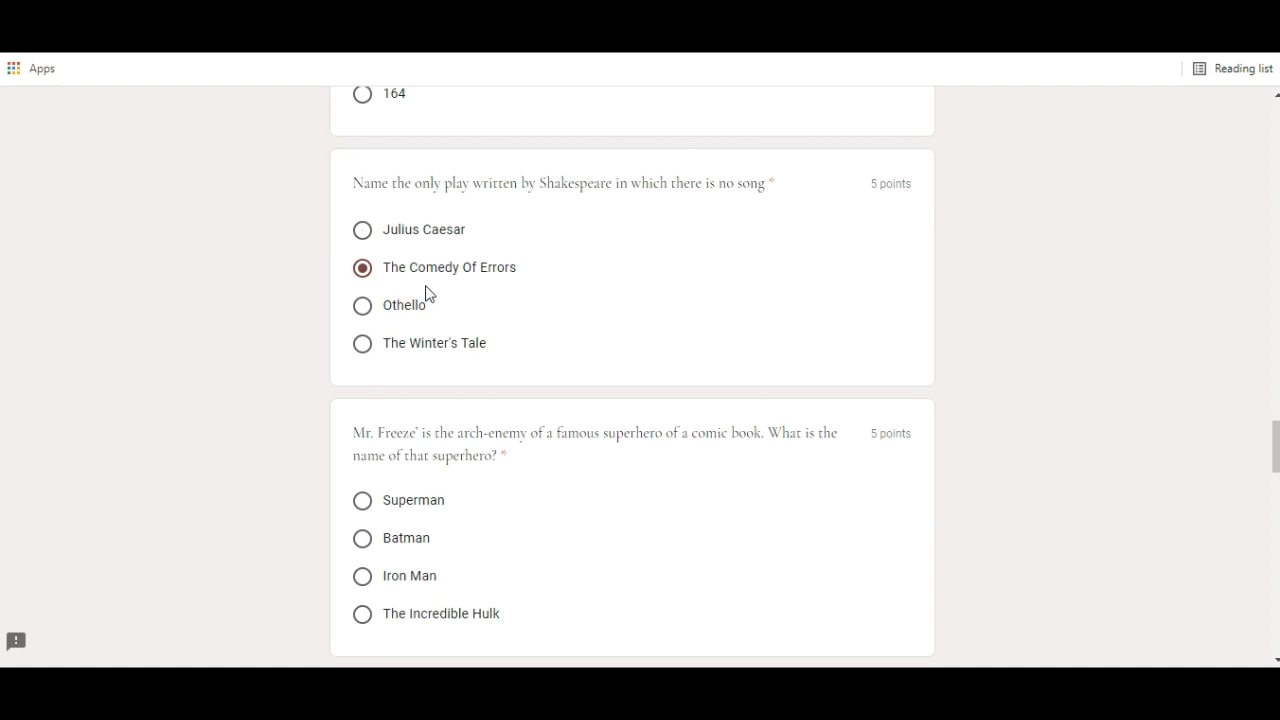 Apps
Reading list
164
Name the only play written by Shakespeare in which there is no song *
5 points
Julius Caesar
The Comedy Of Errors
Othello
The Winter's Tale
Mr. Freeze' is the arch-enemy of a famous superhero of a comic book. What is the
name of that superhero? *
5 points
Superman
Batman
Iron Man
The Incredible Hulk